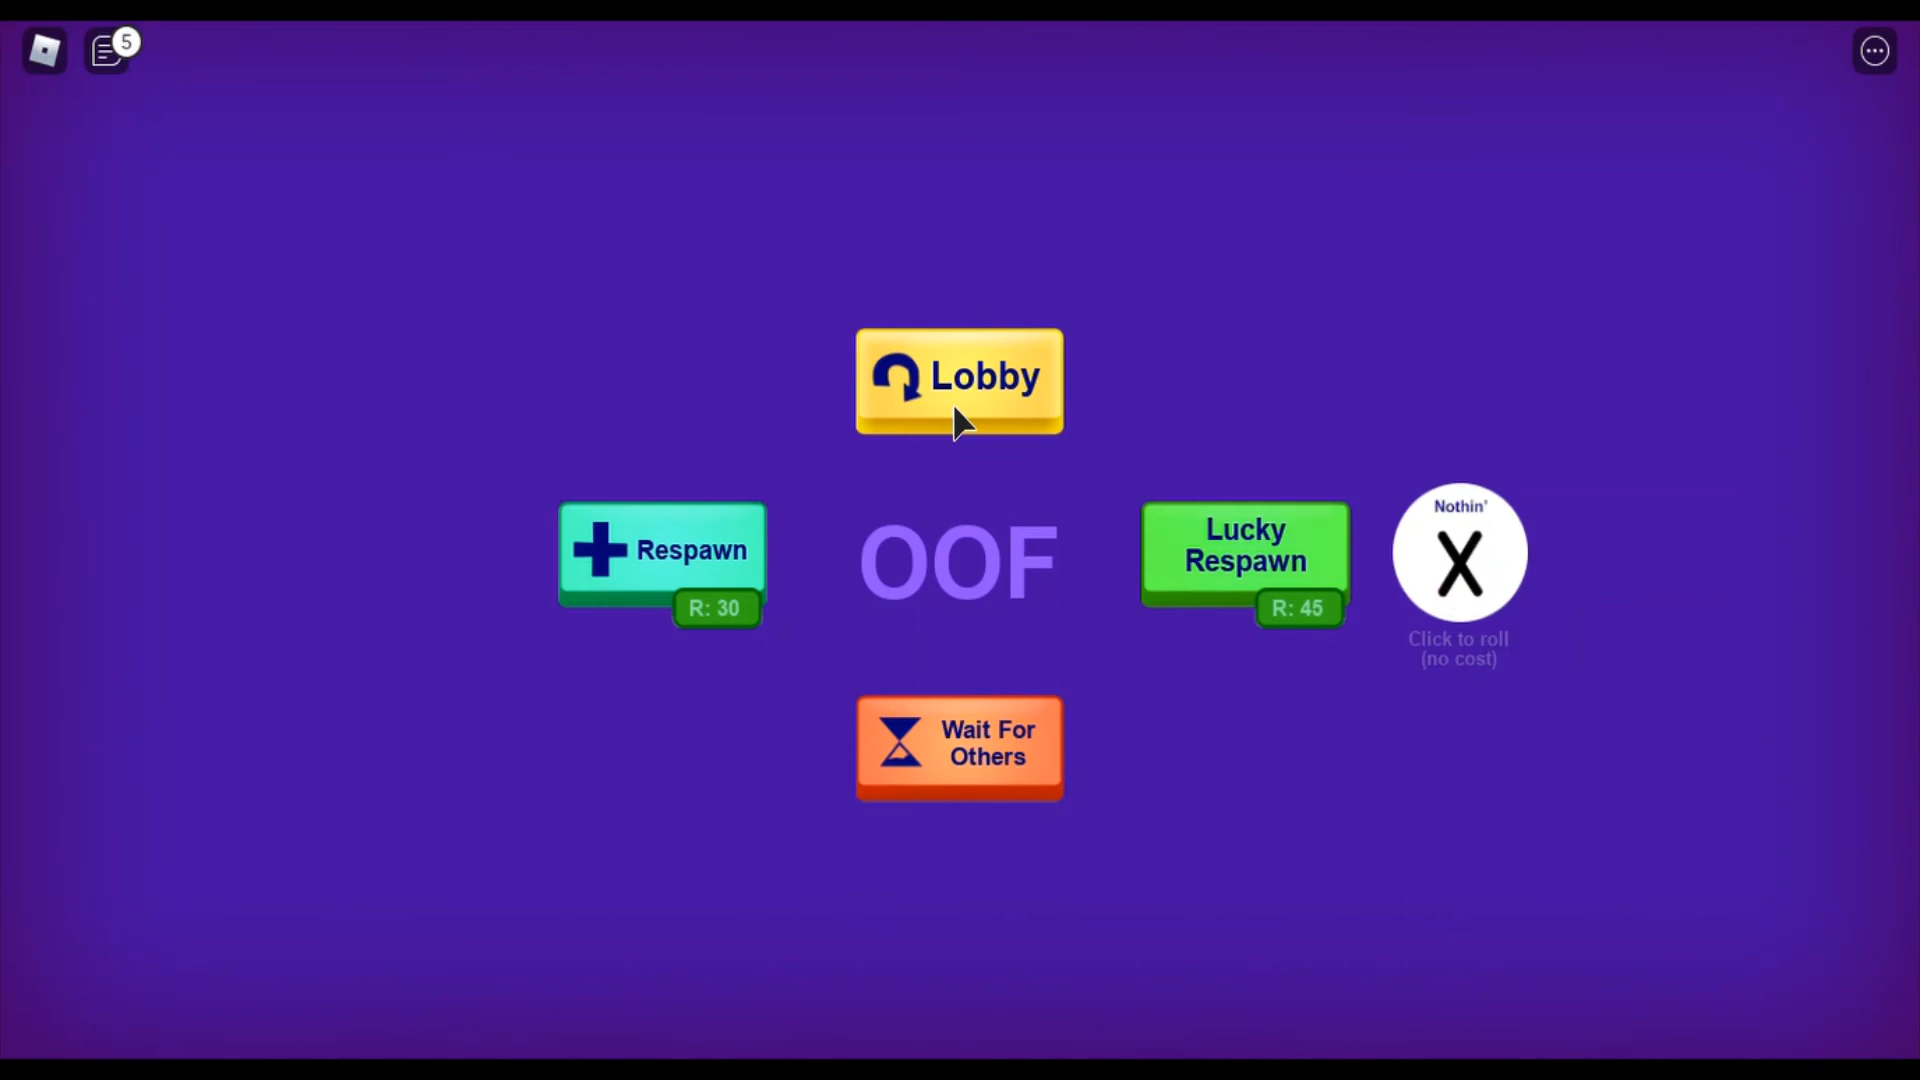 5
Lobby
Respawn
R: 30
OOF
Lucky
Respawn
R: 45
Nothin'
X
Click to roll
(no cost)
Wait For
Others